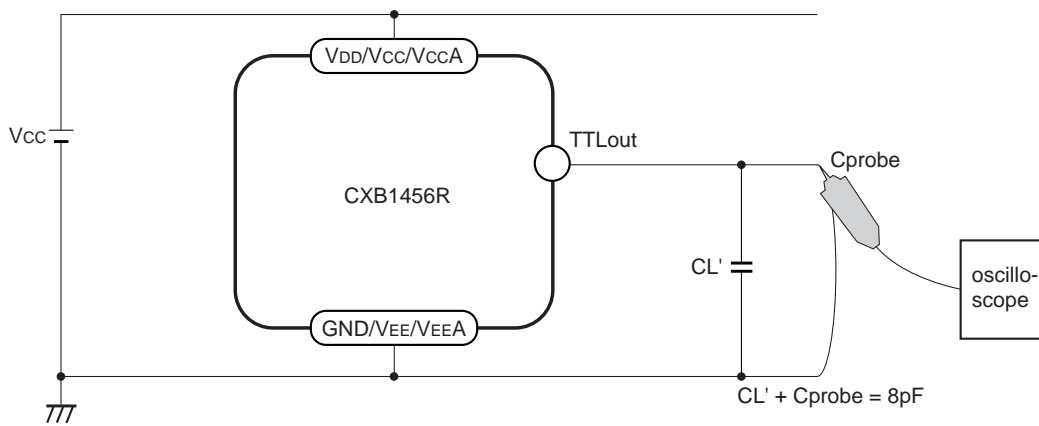 VDD/VCC/VCCA
VCC
TTLout
Cprobe
CXB1456R
CL'
oscillo-
scope
GND/VEE/VEEA
CL' + Cprobe = 8pF